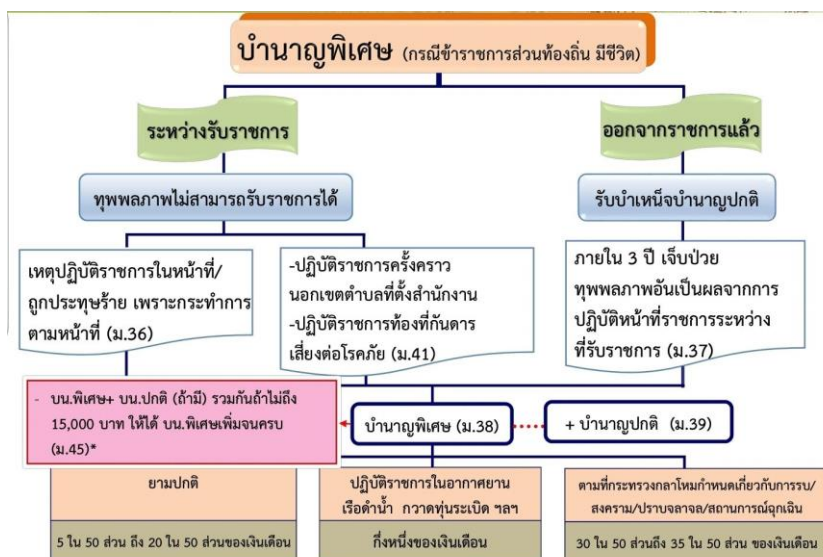 บำนาญพิเศษ (กรณีข้าราชการส่วนท้องถิ่น มีชีวิต)
ระหว่างรับราชการ
ออกจากราชการแล้ว
ทุพพลภาพไม่สามารถรับราชการได้
รับบำเหน็จบำนาญปกติ
เหตุปฏิบัติราชการในหน้าที่/
ถูกประทุษร้าย เพราะกระทำการ
ตามหน้าที่ (ม.36)
-ปฏิบัติราชการครั้งคราว
นอกเขตตำบลที่ตั้งสำนักงาน
-ปฏิบัติราชการท้องที่กันดาร
เสี่ยงต่อโรคภัย (ม.41)
ภายใน 3 ปี เจ็บป่วย
ทุพพลภาพอันเป็นผลจากการ
ปฏิบัติหน้าที่ราชการระหว่าง
ที่รับราชการ (ม.37)
- บน.พิเศษ+ บน.ปกติ (ถ้ามี) รวมกันถ้าไม่ถึง
15,000 บาท ให้ได้ บน.พิเศษเพิ่มจนครบ
(ม.45)*
บำนาญพิเศษ (ม.38)
+ บำนาญปกติ (ม.39)
ยามปกติ
5 ใน 50 ส่วน ถึง 20 ใน 50 ส่วนของเงินเดือน
ปฏิบัติราชการในอากาศยาน
เรือดำน้ำ กวาดทุ่นระเบิด ฯลฯ
กึ่งหนึ่งของเงินเดือน
ตามที่กระทรวงกลาโหมกำหนดเกี่ยวกับการรบ/
สงคราม/ปราบจลาจล/สถานการณ์ฉุกเฉิน
30 ใน 50 ส่วนถึง 35 ใน 50 ส่วน ของเงินเดือน